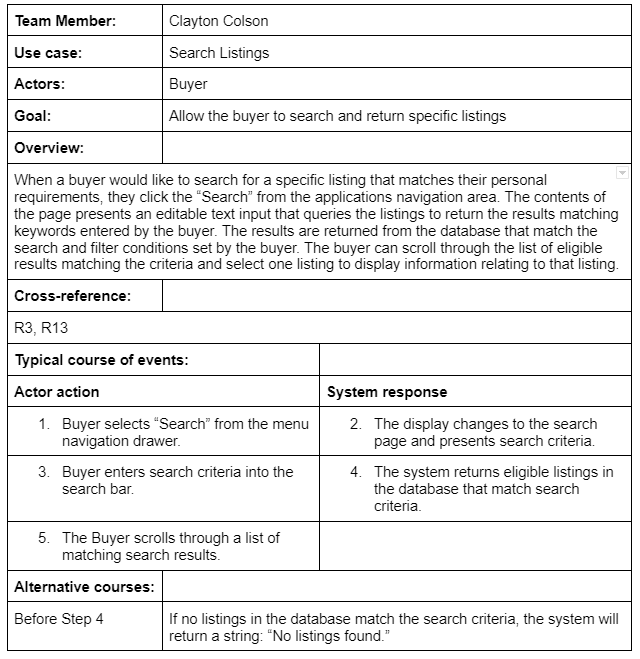 Team Member: Clayton Colson
Use case: Search Listings
Actors: Buyer
Goal: Allow the buyer to search and return specific listings
Overview:
When a buyer would like to search for a specific listing that matches their personal
requirements, they click the “Search” from the applications navigation area. The contents of
the page presents an editable text input that queries the listings to return the results matching
keywords entered by the buyer. The results are returned from the database that match the
search and filter conditions set by the buyer. The buyer can scroll through the list of eligible
results matching the criteria and select one listing to display information relating to that listing.
Cross-reference:
R3, R13
Typical course of events:
Actor action
System response
1. Buyer selects “Search” from the menu
navigation drawer.
2. The display changes to the search
page and presents search criteria.
3. Buyer enters search criteria into the
search bar.
4. The system returns eligible listings in
the database that match search
criteria.
5. The Buyer scrolls through a list of
matching search results.
Alternative courses:
Before Step 4
If no listings in the database match the search criteria, the system will
return a string: “No listings found.”